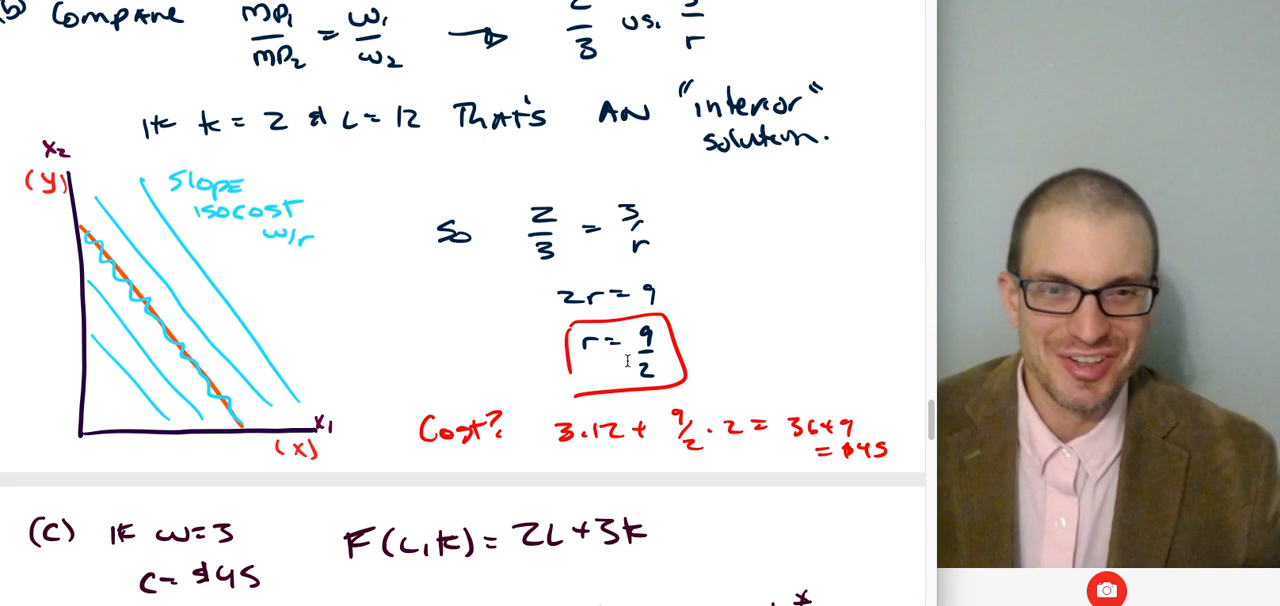 (b) Compare MP1/MP2 = w1/w2 → 2/3 vs. 3/r
If K = 2 & L = 12 That's AN "interior" solution.
x2
(y)
slope
isocost
w/r
x1
(x)
So 2/3 = 3/r
2r = 9
r = 9/2
Cost? 3·12 + 9/2 · 2 = 36+9
= $45
(C) If w=3 F(L,K) = 2L+3K
C= $45
*